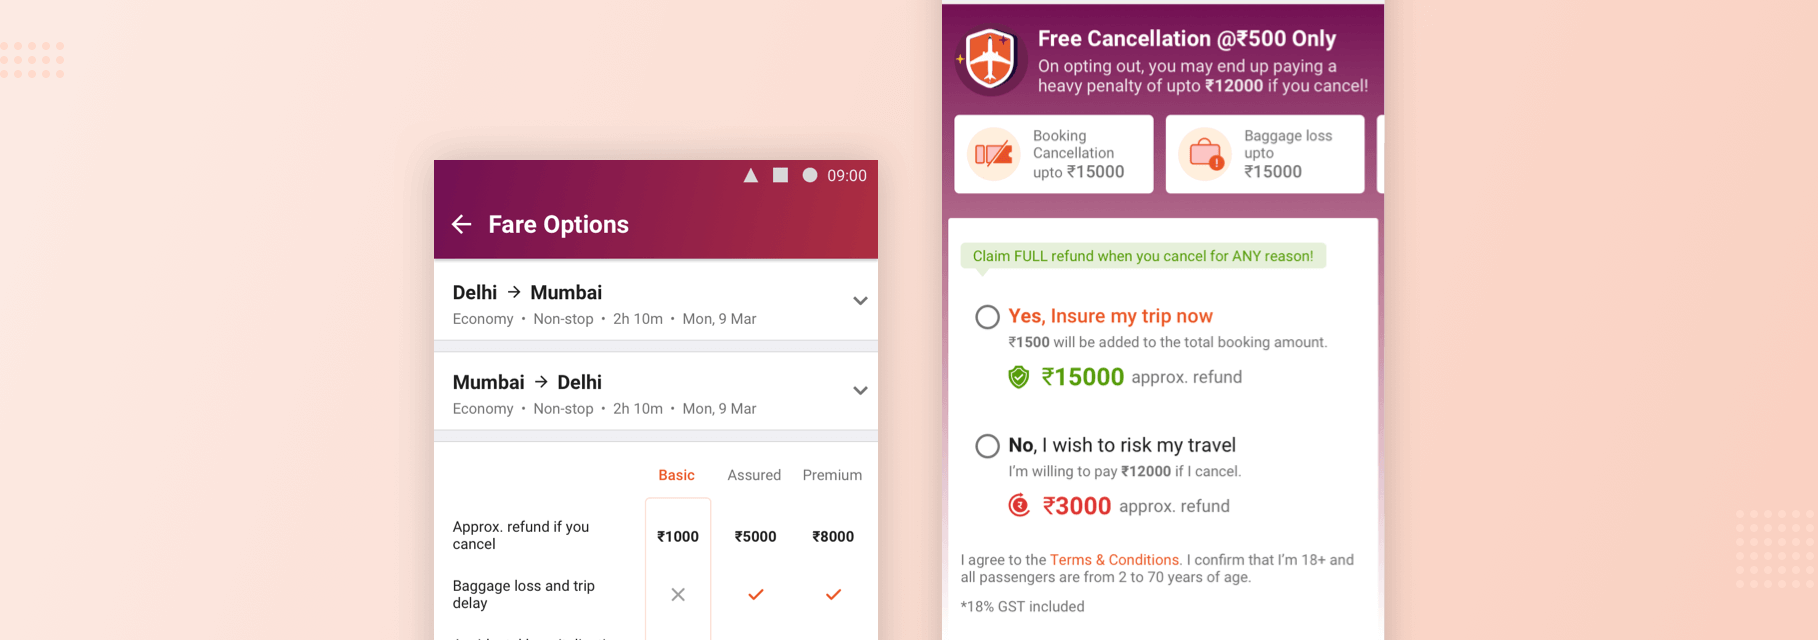 09:00
Fare Options
Delhi → Mumbai
Economy • Non-stop • 2h 10m • Mon, 9 Mar
Mumbai → Delhi
Economy • Non-stop • 2h 10m • Mon, 9 Mar
Basic Assured Premium
Approx. refund if you
cancel
₹1000 ₹5000 ₹8000
Baggage loss and trip
delay
Free Cancellation @₹500 Only
On opting out, you may end up paying a
heavy penalty of upto ₹12000 if you cancel!
Booking
Cancellation
upto ₹15000
Baggage loss
upto
₹15000
Claim FULL refund when you cancel for ANY reason!
Yes, Insure my trip now
₹1500 will be added to the total booking amount.
₹15000 approx. refund
No, I wish to risk my travel
I'm willing to pay ₹12000 if I cancel.
₹3000 approx. refund
I agree to the Terms & Conditions. I confirm that I'm 18+ and
all passengers are from 2 to 70 years of age.
*18% GST included